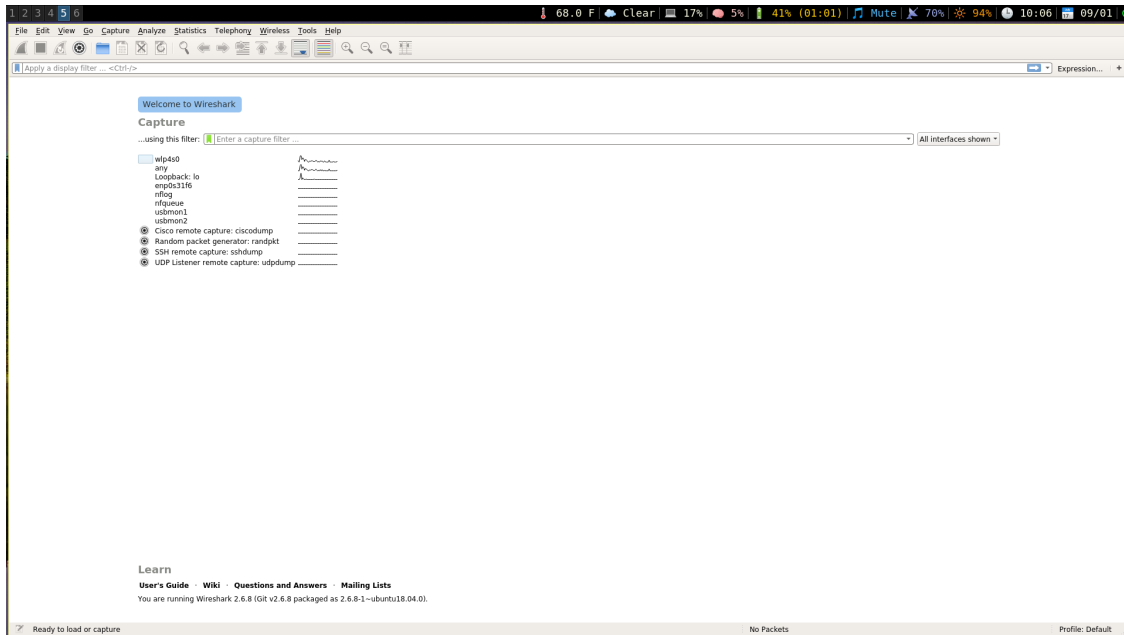 1 2 3 4 5 6 68.0 F Clear 17% 5% 41% (01:01) Mute 70% 94% 10:06 09/01
File Edit View Go Capture Analyze Statistics Telephony Wireless Tools Help
Apply a display filter ... <Ctrl-/> Expression... +
Welcome to Wireshark
Capture
...using this filter: Enter a capture filter ... All interfaces shown
wlp4s0
any
Loopback: lo
enp0s31f6
nflog
nfqueue
usbmon1
usbmon2
Cisco remote capture: ciscodump
Random packet generator: randpkt
SSH remote capture: sshdump
UDP Listener remote capture: udpdump
Learn
User's Guide · Wiki · Questions and Answers · Mailing Lists
You are running Wireshark 2.6.8 (Git v2.6.8 packaged as 2.6.8-1~ubuntu18.04.0).
Ready to load or capture No Packets Profile: Default